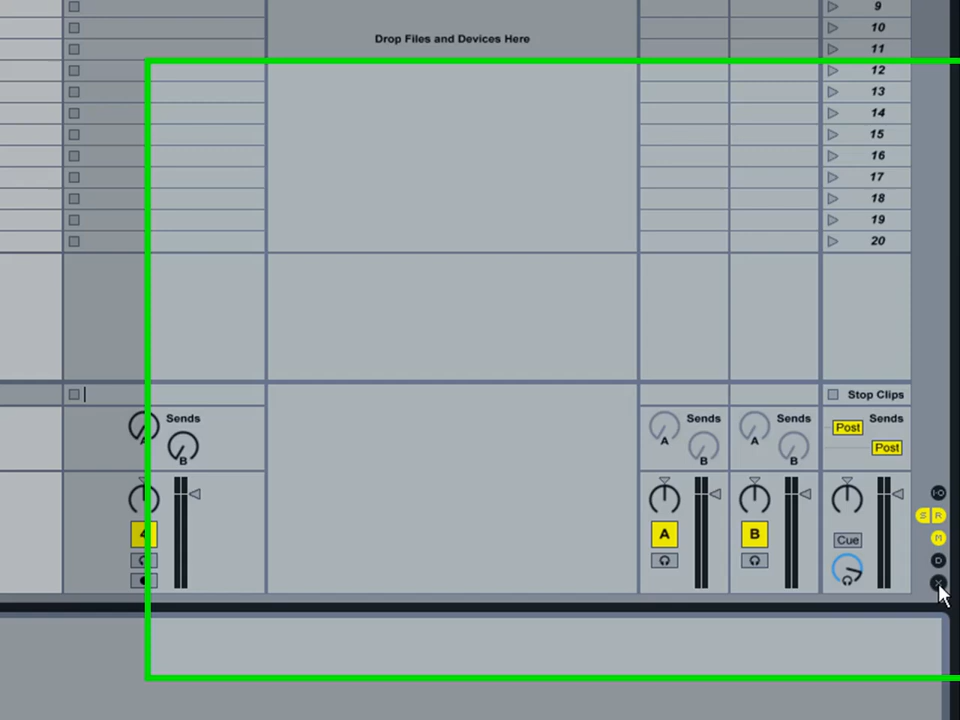 9
Drop Files and Devices Here
10
11
12
13
14
15
16
17
18
19
20
Stop Clips
Sends
Sends
Sends
Sends
A
A
A
Post
B
B
B
Post
I·O
S R
4
A
B
M
Cue
D
X